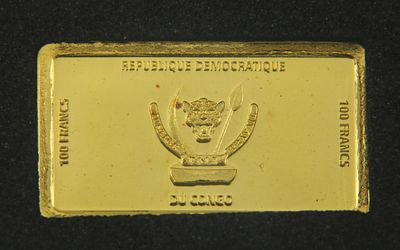 REPUBLIQUE DEMOCRATIQUE
100 FRANCS
100 FRANCS
DU CONGO